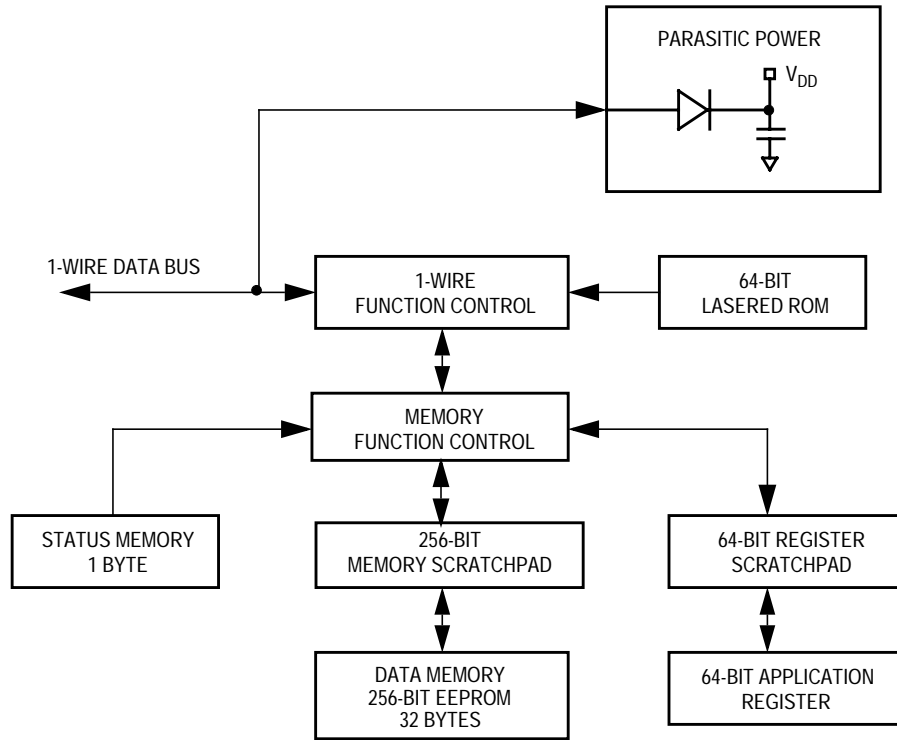 PARASITIC POWER
VDD
1-WIRE DATA BUS
1-WIRE
FUNCTION CONTROL
64-BIT
LASERED ROM
MEMORY
FUNCTION CONTROL
STATUS MEMORY
1 BYTE
256-BIT
MEMORY SCRATCHPAD
64-BIT REGISTER
SCRATCHPAD
DATA MEMORY
256-BIT EEPROM
32 BYTES
64-BIT APPLICATION
REGISTER